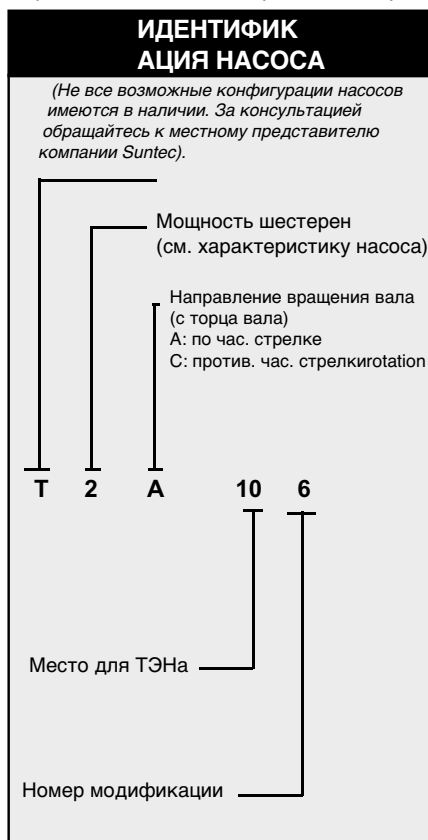 ИДЕНТИФИК
АЦИЯ НАСОСА
(Не все возможные конфигурации насосов
имеются в наличии. За консультацией
обращайтесь к местному представителю
компании Suntec).
Мощность шестерен
(см. характеристику насоса)
Направление вращения вала
(с торца вала)
A: по час. стрелке
C: против. час. стрелкиrotation
T 2 A 10 6
Место для ТЭНа
Номер модификации